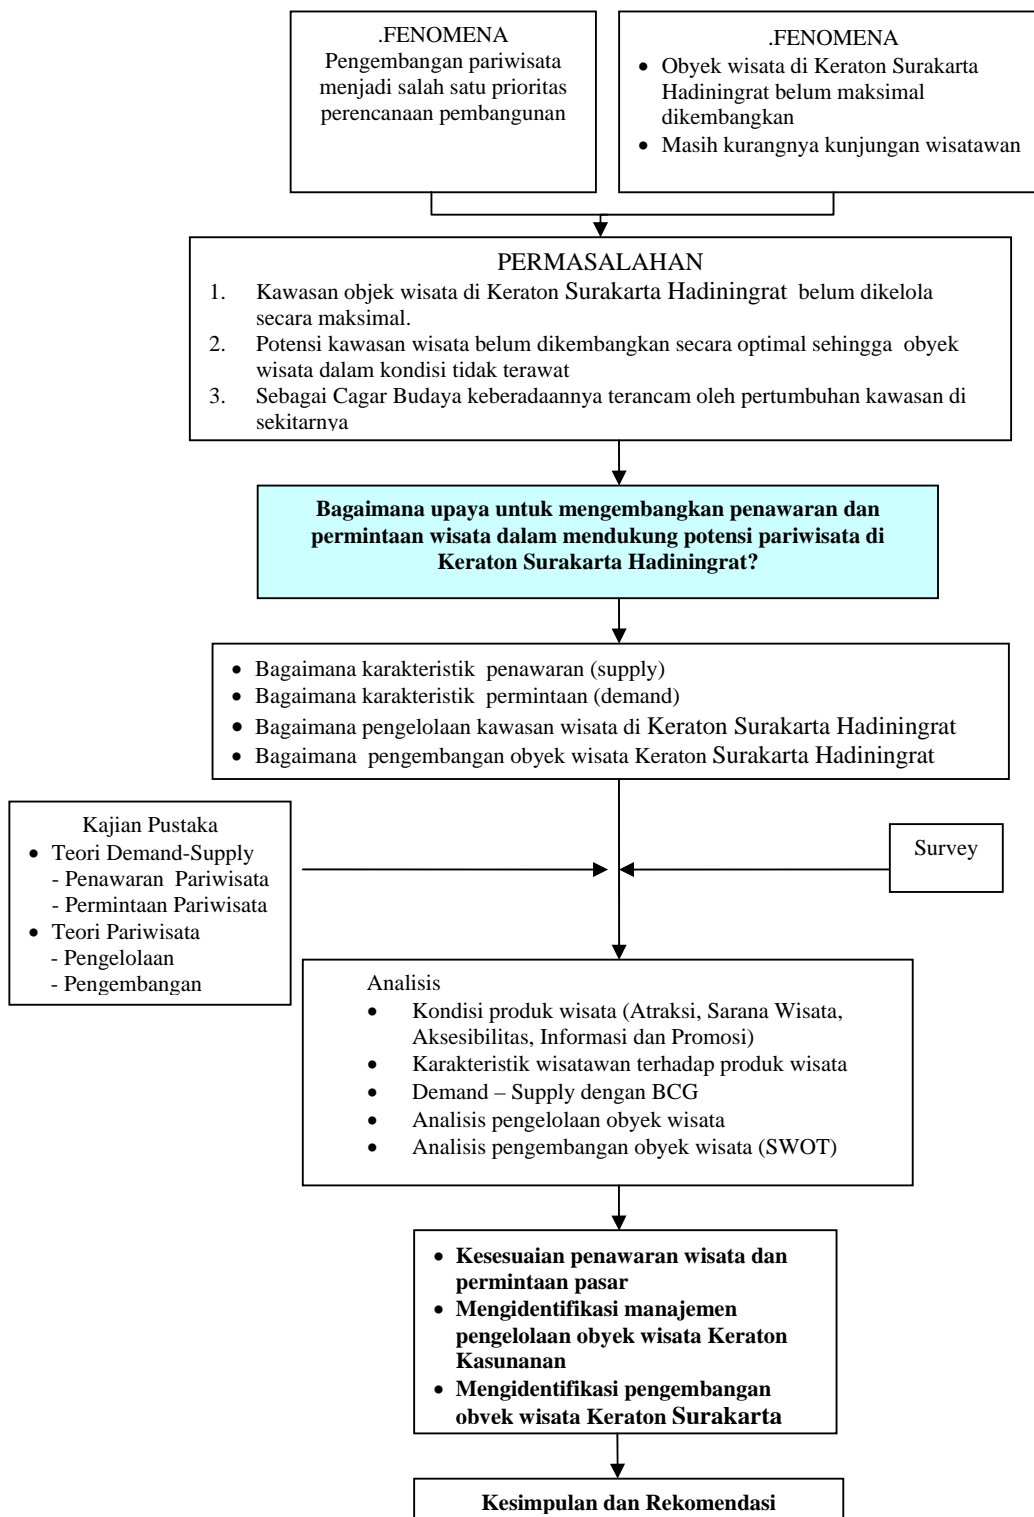 .FENOMENA
Pengembangan pariwisata
menjadi salah satu prioritas
perencanaan pembangunan
.FENOMENA
• Obyek wisata di Keraton Surakarta
Hadiningrat belum maksimal
dikembangkan
• Masih kurangnya kunjungan wisatawan
PERMASALAHAN
1. Kawasan objek wisata di Keraton Surakarta Hadiningrat belum dikelola
secara maksimal.
2. Potensi kawasan wisata belum dikembangkan secara optimal sehingga obyek
wisata dalam kondisi tidak terawat
3. Sebagai Cagar Budaya keberadaannya terancam oleh pertumbuhan kawasan di
sekitarnya
Bagaimana upaya untuk mengembangkan penawaran dan
permintaan wisata dalam mendukung potensi pariwisata di
Keraton Surakarta Hadiningrat?
• Bagaimana karakteristik penawaran (supply)
• Bagaimana karakteristik permintaan (demand)
• Bagaimana pengelolaan kawasan wisata di Keraton Surakarta Hadiningrat
• Bagaimana pengembangan obyek wisata Keraton Surakarta Hadiningrat
Kajian Pustaka
• Teori Demand-Supply
- Penawaran Pariwisata
- Permintaan Pariwisata
• Teori Pariwisata
- Pengelolaan
- Pengembangan
Survey
Analisis
• Kondisi produk wisata (Atraksi, Sarana Wisata,
Aksesibilitas, Informasi dan Promosi)
• Karakteristik wisatawan terhadap produk wisata
• Demand – Supply dengan BCG
• Analisis pengelolaan obyek wisata
• Analisis pengembangan obyek wisata (SWOT)
• Kesesuaian penawaran wisata dan
permintaan pasar
• Mengidentifikasi manajemen
pengelolaan obyek wisata Keraton
Kasunanan
• Mengidentifikasi pengembangan
obyek wisata Keraton Surakarta
Kesimpulan dan Rekomendasi